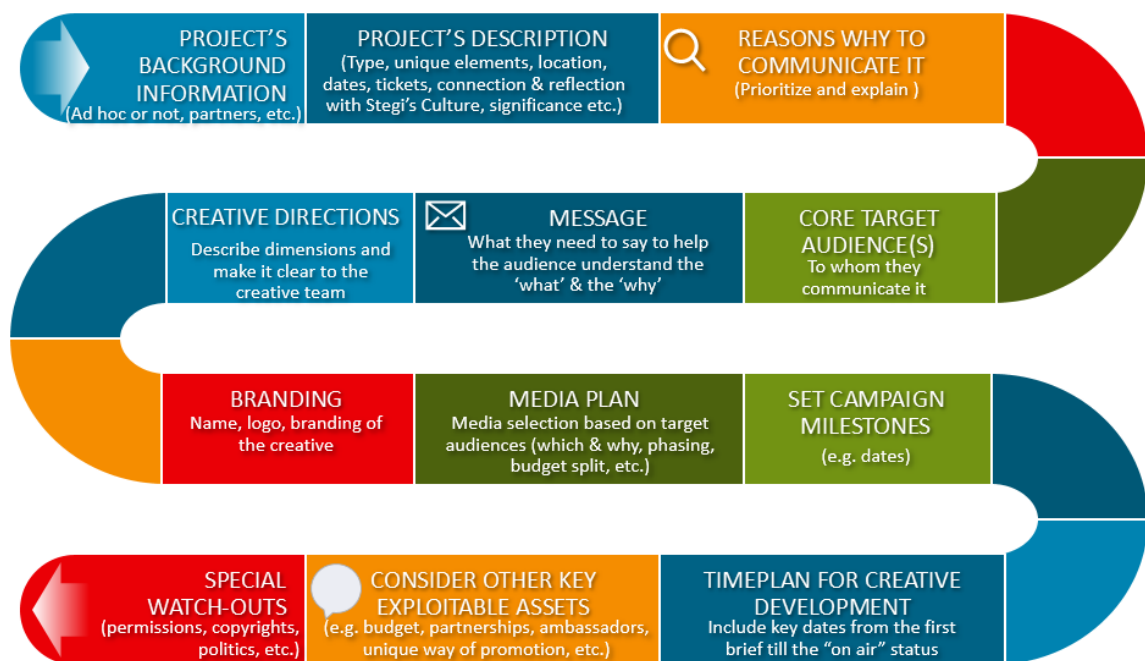 PROJECT'S
BACKGROUND
INFORMATION
(Ad hoc or not, partners, etc.)
PROJECT'S DESCRIPTION
(Type, unique elements, location,
dates, tickets, connection & reflection
with Stegi's Culture, significance etc.)
REASONS WHY TO
COMMUNICATE IT
(Prioritize and explain )
CORE TARGET
AUDIENCE(S)
To whom they
communicate it
MESSAGE
What they need to say to help
the audience understand the
'what' & the 'why'
CREATIVE DIRECTIONS
Describe dimensions and
make it clear to the
creative team
BRANDING
Name, logo, branding of
the creative
MEDIA PLAN
Media selection based on target
audiences (which & why, phasing,
budget split, etc.)
SET CAMPAIGN
MILESTONES
(e.g. dates)
TIMEPLAN FOR CREATIVE
DEVELOPMENT
Include key dates from the first
brief till the "on air" status
CONSIDER OTHER KEY
EXPLOITABLE ASSETS
(e.g. budget, partnerships, ambassadors,
unique way of promotion, etc.)
SPECIAL
WATCH-OUTS
(permissions, copyrights,
politics, etc.)